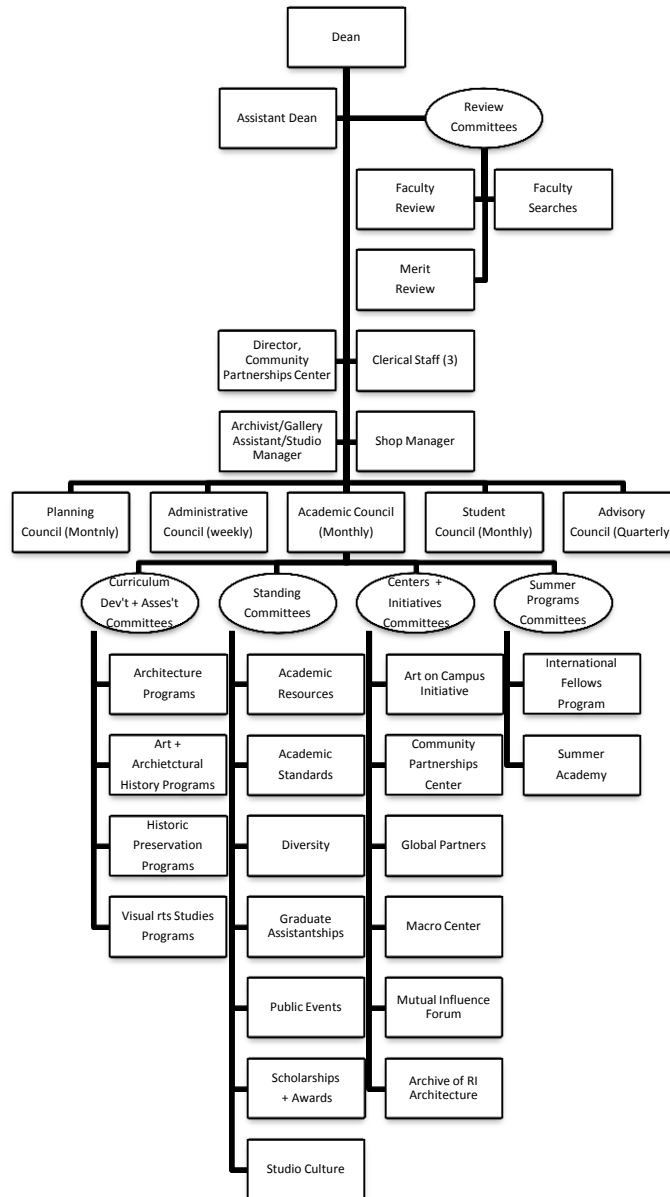 Dean
Assistant Dean
Review
Committees
Faculty
Review
Faculty
Searches
Merit
Review
Director,
Community
Partnerships Center
Clerical Staff (3)
Archivist/Gallery
Assistant/Studio
Manager
Shop Manager
Planning
Council (Montnly)
Administrative
Council (weekly)
Academic Council
(Monthly)
Student
Council (Monthly)
Advisory
Council (Quarterly
Curriculum
Dev't + Asses't
Committees
Standing
Committees
Centers +
Initiatives
Committees
Summer
Programs
Committees
Architecture
Programs
Art +
Archietctural
History Programs
Historic
Preservation
Programs
Visual rts Studies
Programs
Academic
Resources
Academic
Standards
Diversity
Graduate
Assistantships
Public Events
Scholarships
+ Awards
Studio Culture
Art on Campus
Initiative
Community
Partnerships
Center
Global Partners
Macro Center
Mutual Influence
Forum
Archive of RI
Architecture
International
Fellows
Program
Summer
Academy